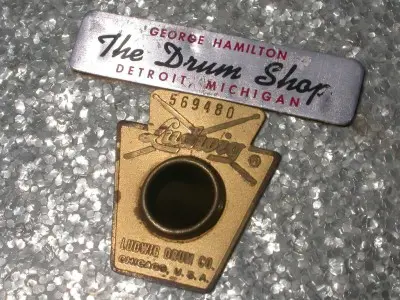 GEORGE HAMILTON
The Drum Shop
DETROIT, MICHIGAN
569480
Ludwig ®
LUDWIG DRUM CO.
CHICAGO, U.S.A.